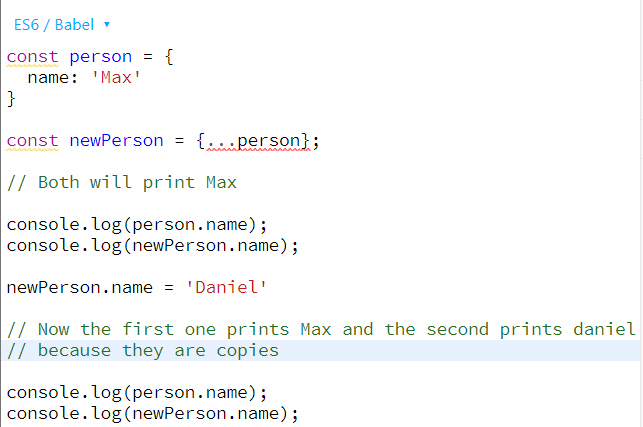 ES6 / Babel ▾
const person = {
  name: 'Max'
}
const newPerson = {...person};
// Both will print Max
console.log(person.name);
console.log(newPerson.name);
newPerson.name = 'Daniel'
// Now the first one prints Max and the second prints daniel
// because they are copies
console.log(person.name);
console.log(newPerson.name);